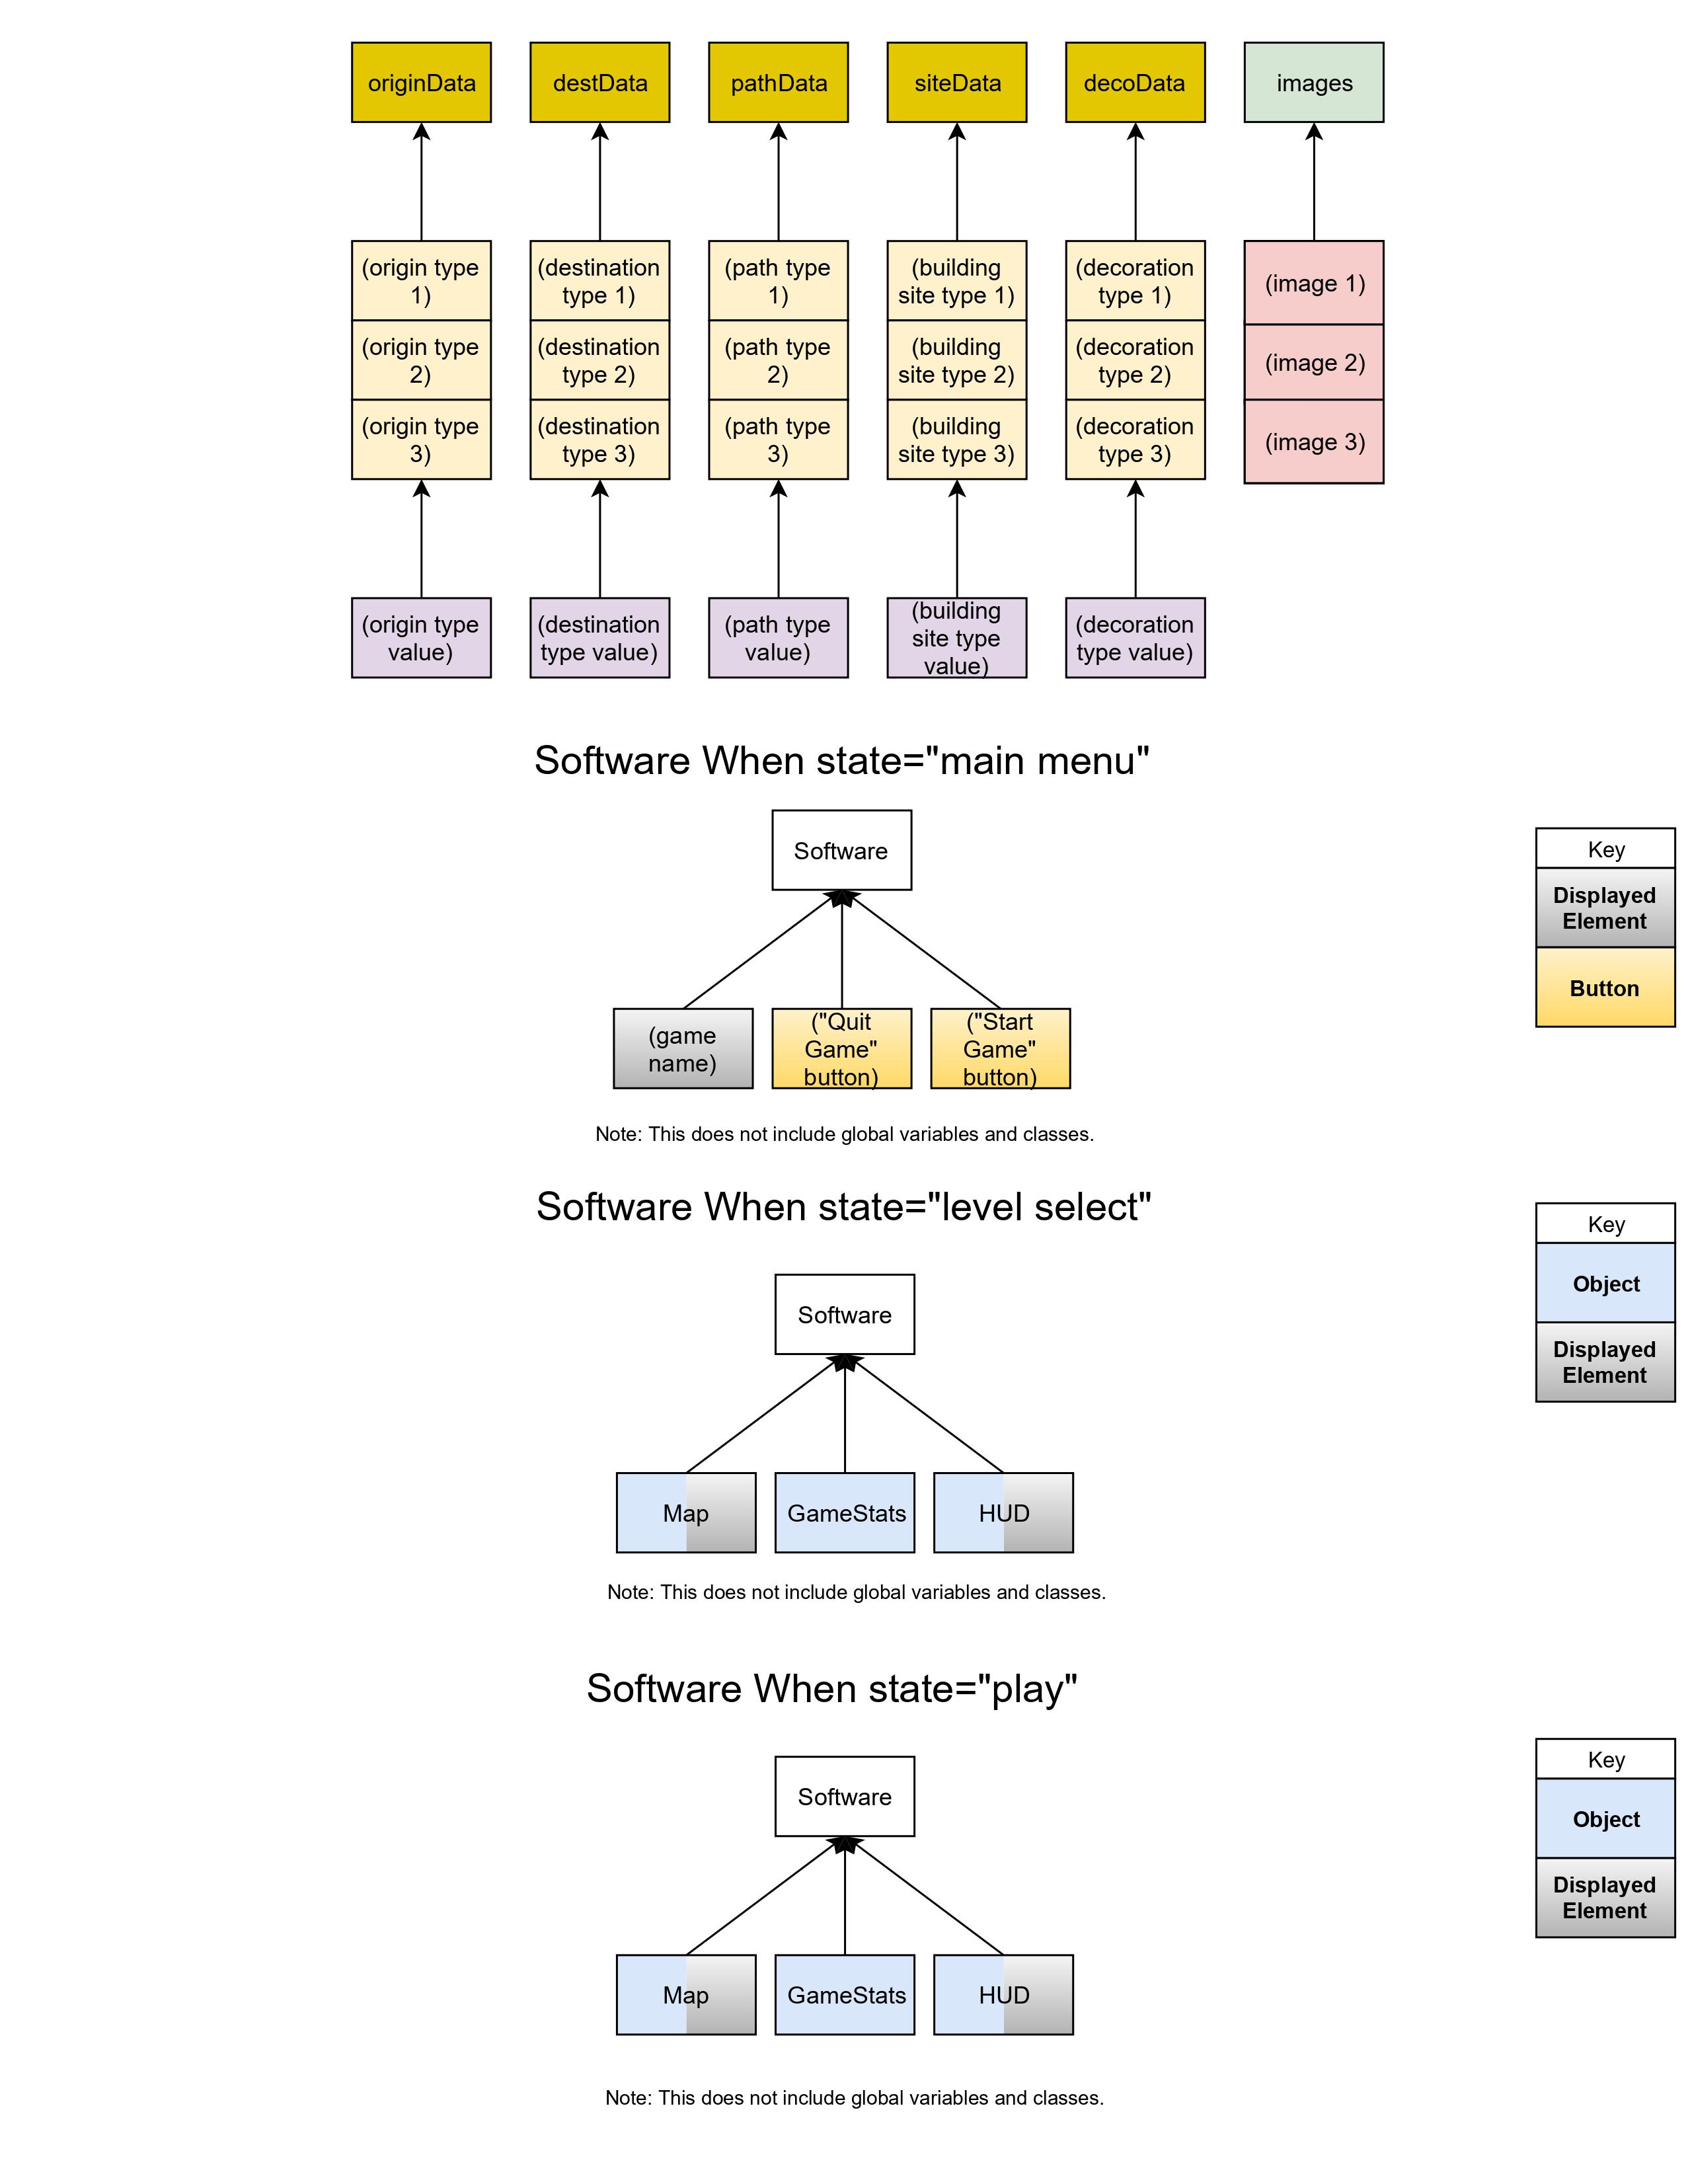 originData
destData
pathData
siteData
decoData
images
(origin type
1)
(destination
type 1)
(path type
1)
(building
site type 1)
(decoration
type 1)
(image 1)
(origin type
2)
(destination
type 2)
(path type
2)
(building
site type 2)
(decoration
type 2)
(image 2)
(origin type
3)
(destination
type 3)
(path type
3)
(building
site type 3)
(decoration
type 3)
(image 3)
(origin type
value)
(destination
type value)
(path type
value)
(building
site type
value)
(decoration
type value)
Software When state="main menu"
Software
(game
name)
("Quit
Game"
button)
("Start
Game"
button)
Note: This does not include global variables and classes.
Key
Displayed
Element
Button
Software When state="level select"
Software
Map
GameStats
HUD
Note: This does not include global variables and classes.
Key
Object
Displayed
Element
Software When state="play"
Software
Map
GameStats
HUD
Note: This does not include global variables and classes.
Key
Object
Displayed
Element